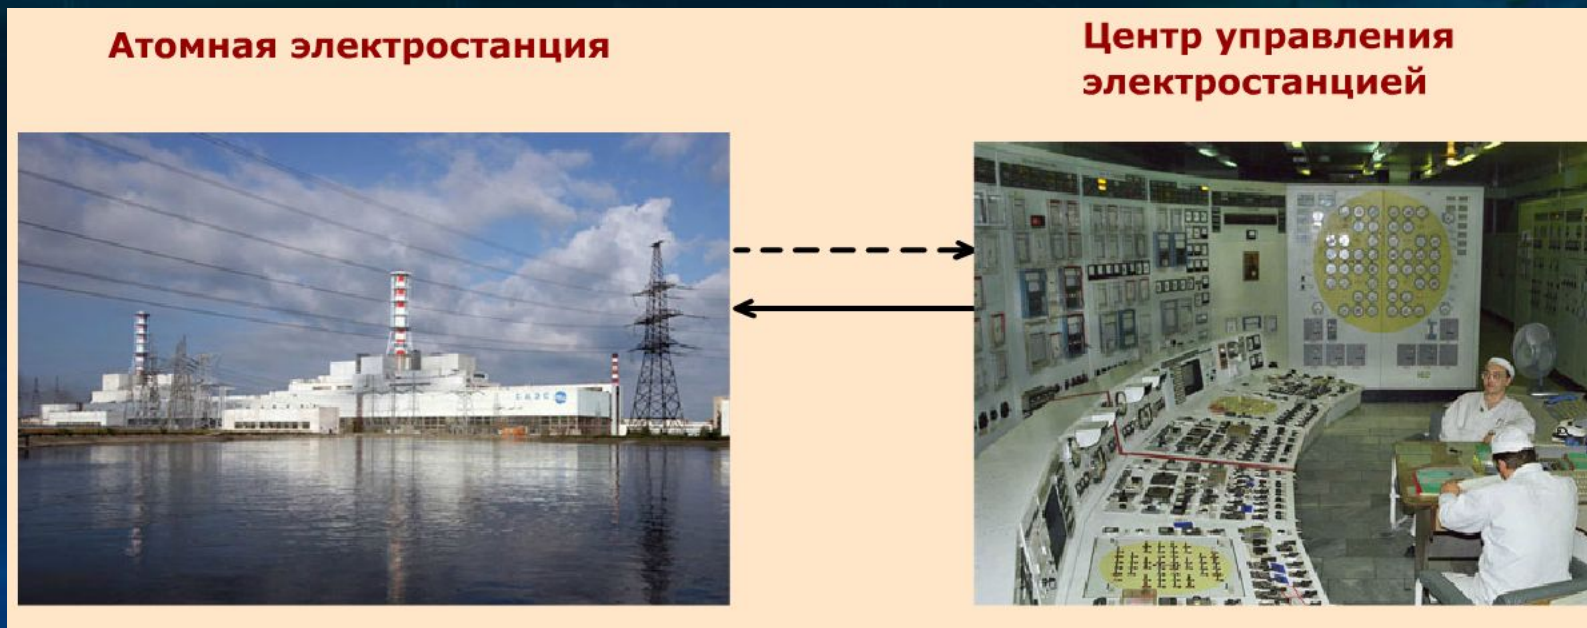 Атомная электростанция
Центр управления
электростанцией